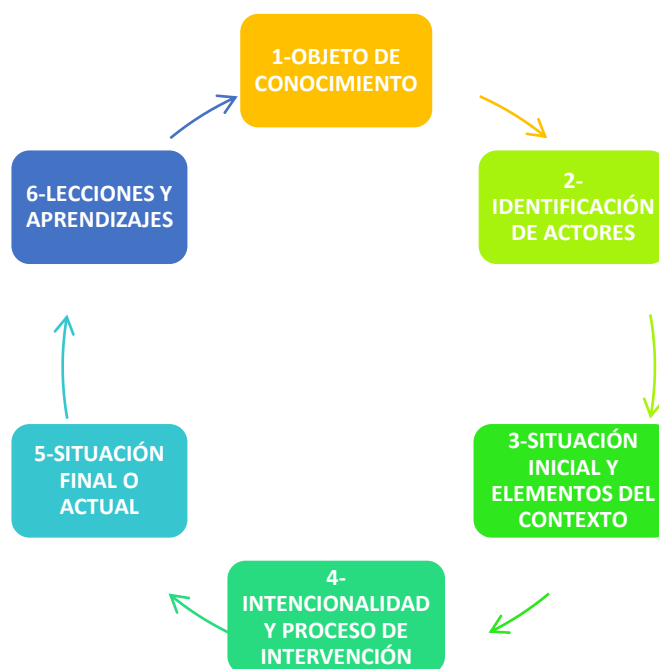 1-OBJETO DE
CONOCIMIENTO
2-
IDENTIFICACIÓN
DE ACTORES
3-SITUACIÓN
INICIAL Y
ELEMENTOS DEL
CONTEXTO
4-
INTENCIONALIDAD
Y PROCESO DE
INTERVENCIÓN
5-SITUACIÓN
FINAL O
ACTUAL
6-LECCIONES Y
APRENDIZAJES